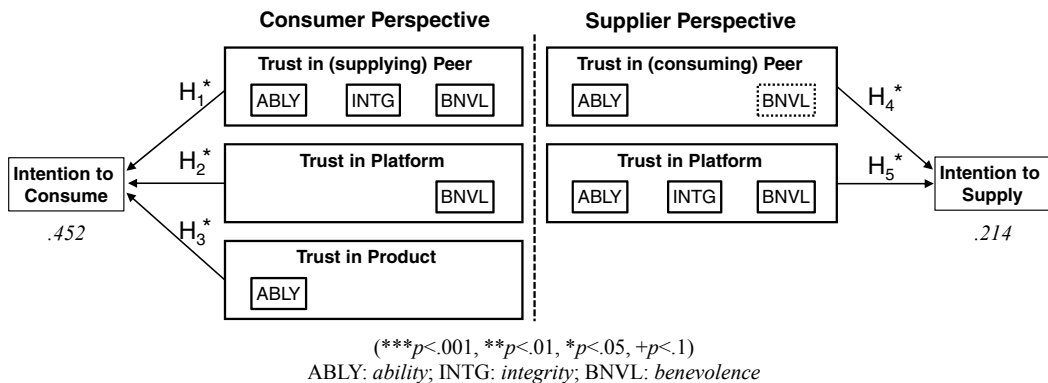 Consumer Perspective
Supplier Perspective
Trust in (supplying) Peer
ABLY INTG BNVL
Trust in (consuming) Peer
ABLY BNVL
H1*
H4*
Trust in Platform
BNVL
Trust in Platform
ABLY INTG BNVL
H2*
H5*
Intention to
Consume
.452
Intention to
Supply
.214
H3*
Trust in Product
ABLY
(***p<.001, **p<.01, *p<.05, +p<.1)
ABLY: ability; INTG: integrity; BNVL: benevolence